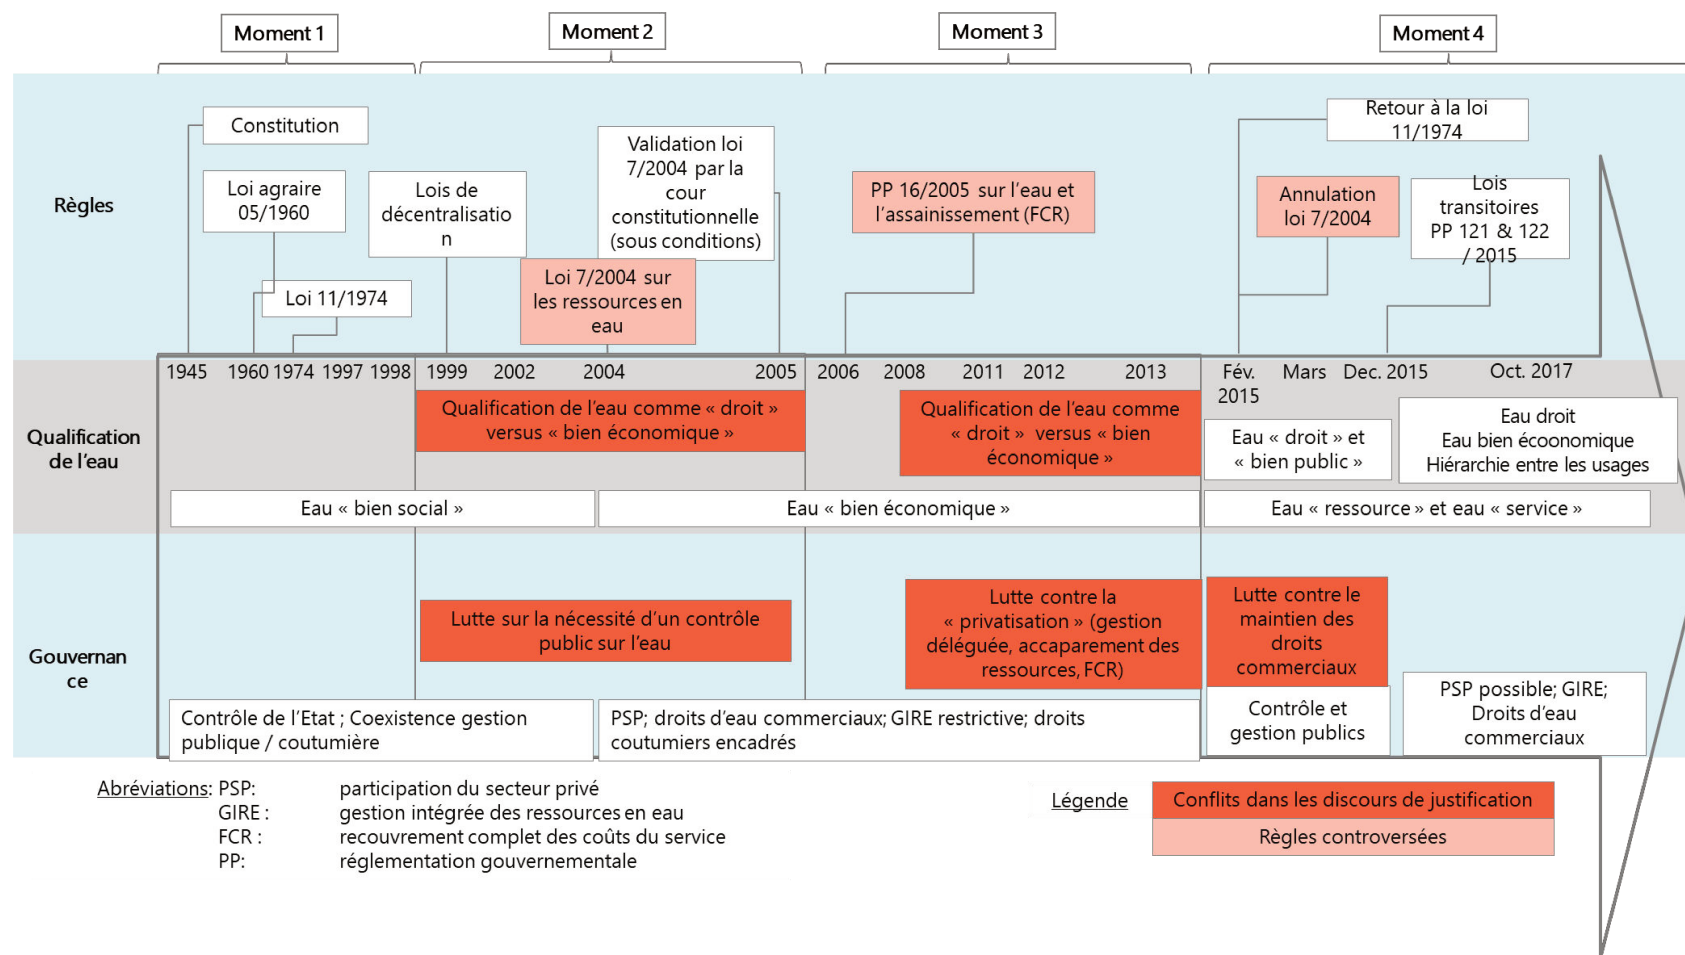 Moment 1
Moment 2
Moment 3
Moment 4
Règles
Constitution
Loi agraire
05/1960
Loi 11/1974
Lois de
décentralisatio
n
Validation loi
7/2004 par la
cour
constitutionnelle
(sous conditions)
Loi 7/2004 sur
les ressources en
eau
PP 16/2005 sur l’eau et
l’assainissement (FCR)
Retour à la loi
11/1974
Annulation
loi 7/2004
Lois
transitoires
PP 121 & 122
/ 2015
1945 1960 1974 1997 1998 1999 2002 2004 2005 2006 2008 2011 2012 2013 Fév. Mars Dec. 2015 Oct. 2017
2015
Qualification
de l’eau
Qualification de l’eau comme « droit »
versus « bien économique »
Qualification de l’eau comme
« droit » versus « bien
économique »
Eau « droit » et
« bien public »
Eau droit
Eau bien écoonomique
Hiérarchie entre les usages
Eau « bien social »
Eau « bien économique »
Eau « ressource » et eau « service »
Gouvernan
ce
Lutte sur la nécessité d’un contrôle
public sur l’eau
Lutte contre la
« privatisation » (gestion
déléguée, accaparement des
ressources, FCR)
Lutte contre le
maintien des
droits
commerciaux
Contrôle de l’Etat ; Coexistence gestion
publique / coutumière
PSP; droits d’eau commerciaux; GIRE restrictive; droits
coutumiers encadrés
Contrôle et
gestion publics
PSP possible; GIRE;
Droits d’eau
commerciaux
Abréviations: PSP: participation du secteur privé
GIRE : gestion intégrée des ressources en eau
FCR : recouvrement complet des coûts du service
PP: réglementation gouvernementale
Légende
Conflits dans les discours de justification
Règles controversées